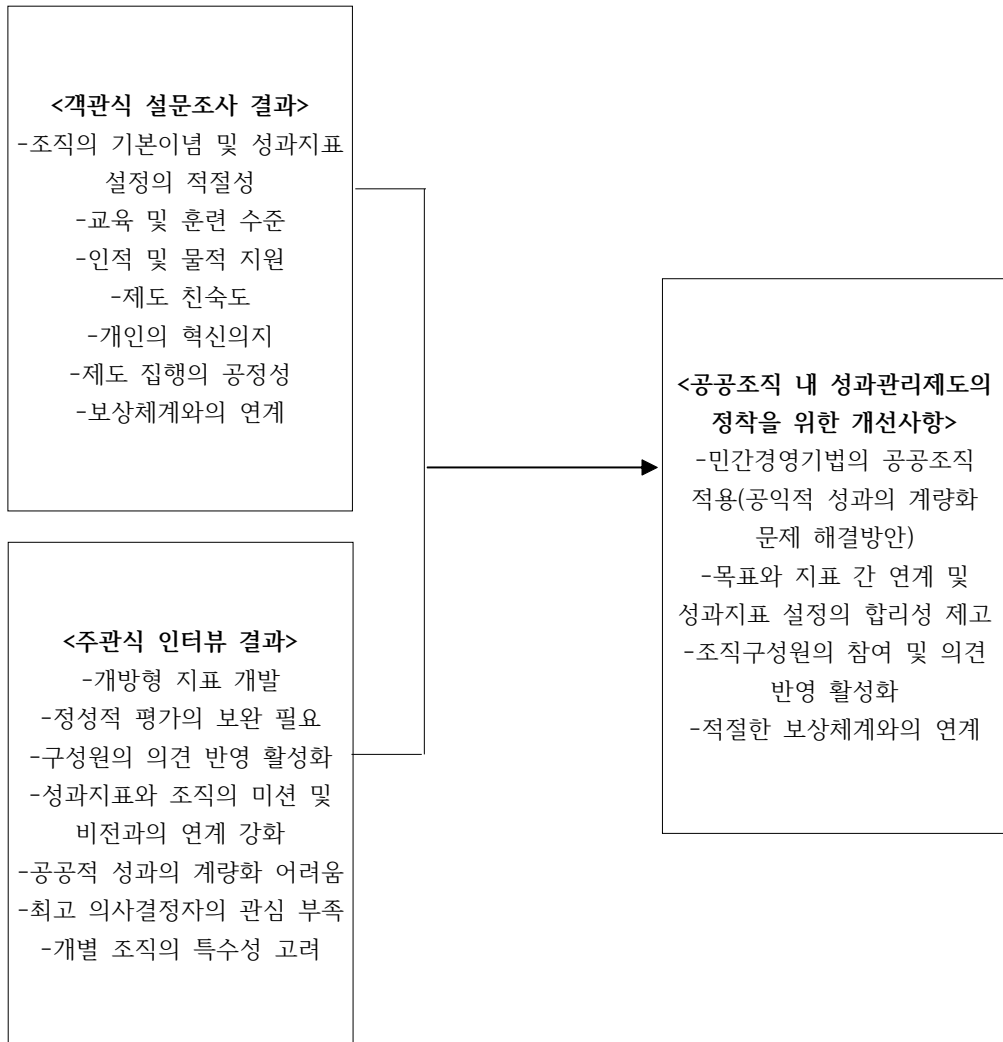 <객관식 설문조사 결과>
-조직의 기본이념 및 성과지표
설정의 적절성
-교육 및 훈련 수준
-인적 및 물적 지원
-제도 친숙도
-개인의 혁신의지
-제도 집행의 공정성
-보상체계와의 연계
<주관식 인터뷰 결과>
-개방형 지표 개발
-정성적 평가의 보완 필요
-구성원의 의견 반영 활성화
-성과지표와 조직의 미션 및
비전과의 연계 강화
-공공적 성과의 계량화 어려움
-최고 의사결정자의 관심 부족
-개별 조직의 특수성 고려
<공공조직 내 성과관리제도의
정착을 위한 개선사항>
-민간경영기법의 공공조직
적용(공익적 성과의 계량화
문제 해결방안)
-목표와 지표 간 연계 및
성과지표 설정의 합리성 제고
-조직구성원의 참여 및 의견
반영 활성화
-적절한 보상체계와의 연계